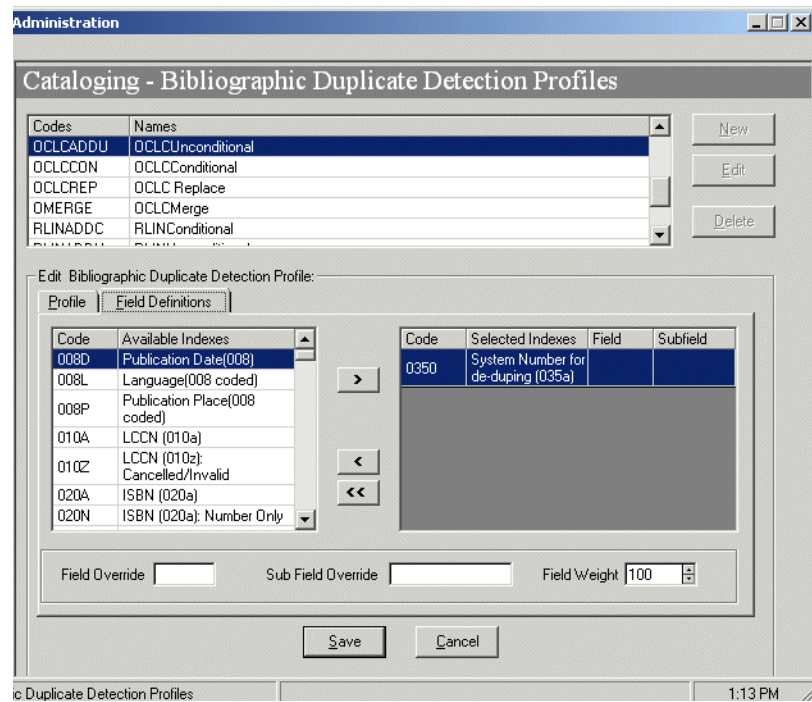 Administration
Cataloging - Bibliographic Duplicate Detection Profiles
Codes Names
OCLCADDU OCLCUnconditional
OCLCCON OCLCConditional
OCLCREP OCLC Replace
OMERGE OCLCMerge
RLINADDC RLINConditional
New
Edit
Delete
Edit Bibliographic Duplicate Detection Profile:
Profile Field Definitions
Code Available Indexes
008D Publication Date(008)
008L Language(008 coded)
008P Publication Place(008
coded)
010A LCCN (010a)
010Z LCCN (010z):
Cancelled/Invalid
020A ISBN (020a)
020N ISBN (020a): Number Only
>
<
<<
Code Selected Indexes Field Subfield
0350 System Number for
de-duping (035a)
Field Override Sub Field Override Field Weight 100
Save Cancel
c Duplicate Detection Profiles 1:13 PM